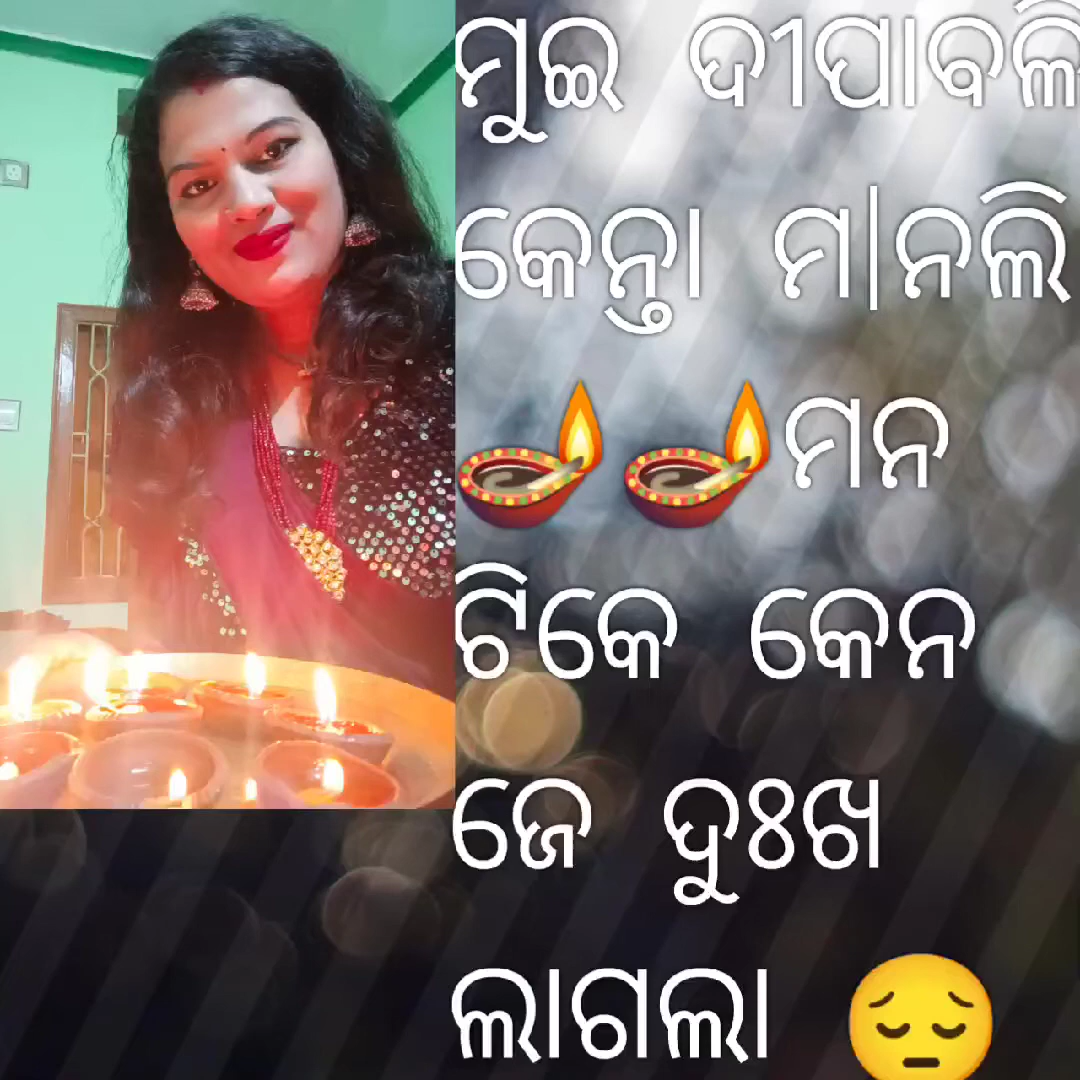 ମୁଇ ଦୀପାବଳି
କେନ୍ତା ମ|ନଲି
🪔🪔ମନ
ଟିକେ କେନ
ଜେ ଦୁଃଖ
ଲାଗଲା 😔